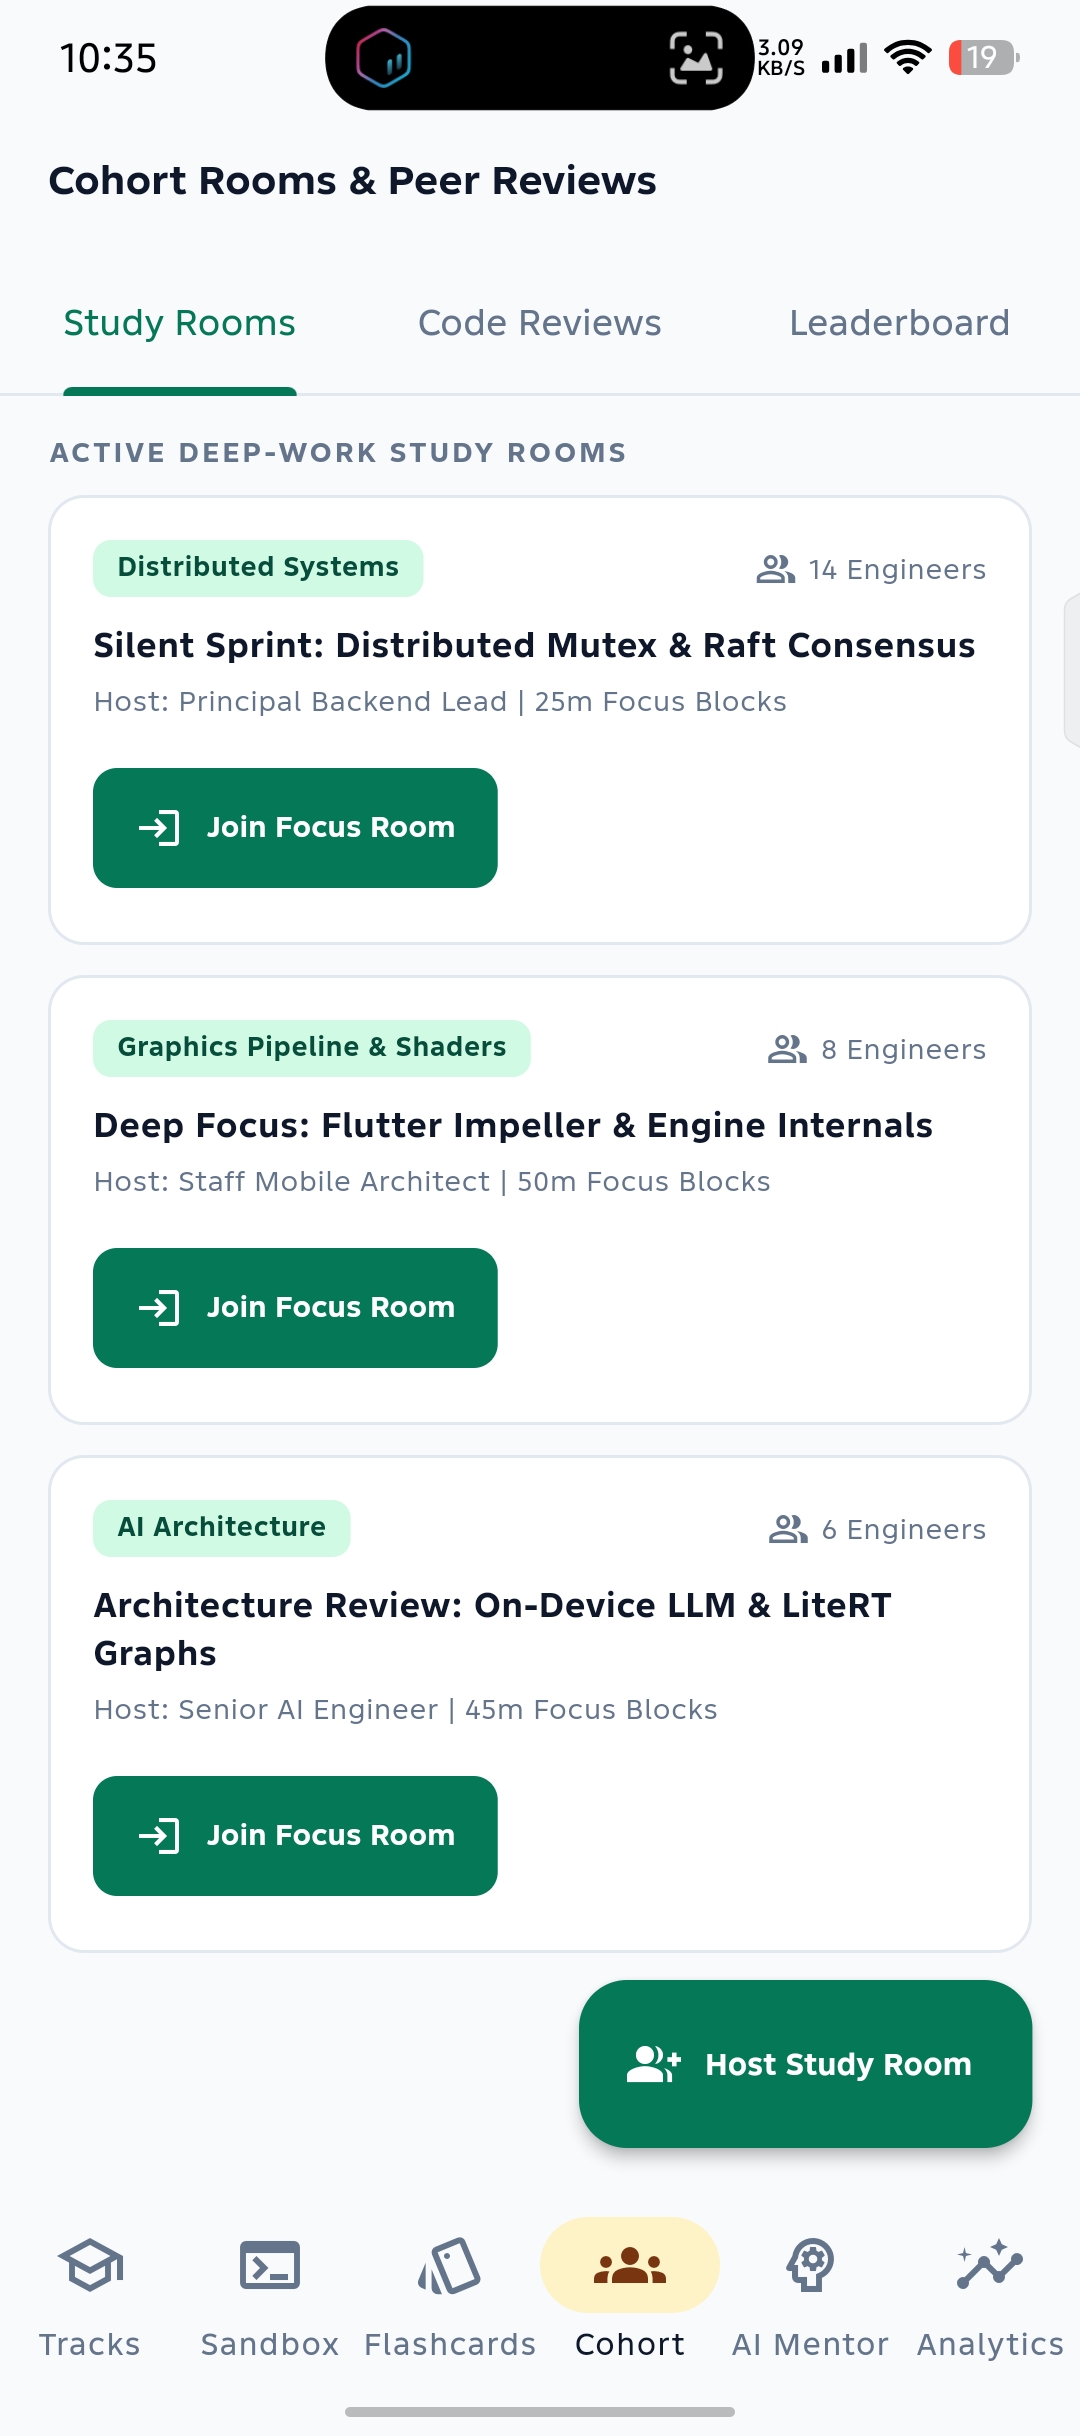 10:35
3.09
KB/S
19
Cohort Rooms & Peer Reviews
Study Rooms
Code Reviews
Leaderboard
ACTIVE DEEP-WORK STUDY ROOMS
Distributed Systems
14 Engineers
Silent Sprint: Distributed Mutex & Raft Consensus
Host: Principal Backend Lead | 25m Focus Blocks
Join Focus Room
Graphics Pipeline & Shaders
8 Engineers
Deep Focus: Flutter Impeller & Engine Internals
Host: Staff Mobile Architect | 50m Focus Blocks
Join Focus Room
AI Architecture
6 Engineers
Architecture Review: On-Device LLM & LiteRT
Graphs
Host: Senior AI Engineer | 45m Focus Blocks
Join Focus Room
Host Study Room
Tracks
Sandbox
Flashcards
Cohort
AI Mentor
Analytics